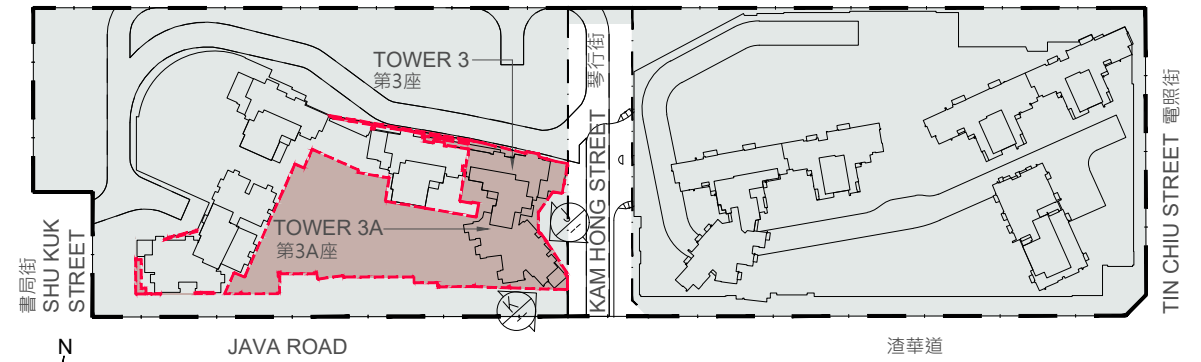 TOWER 3
第3座
琴行街
KAM HONG STREET
TOWER 3A
第3A座
書局街
SHU KUK
STREET
電照街
TIN CHIU STREET
N
JAVA ROAD
渣華道